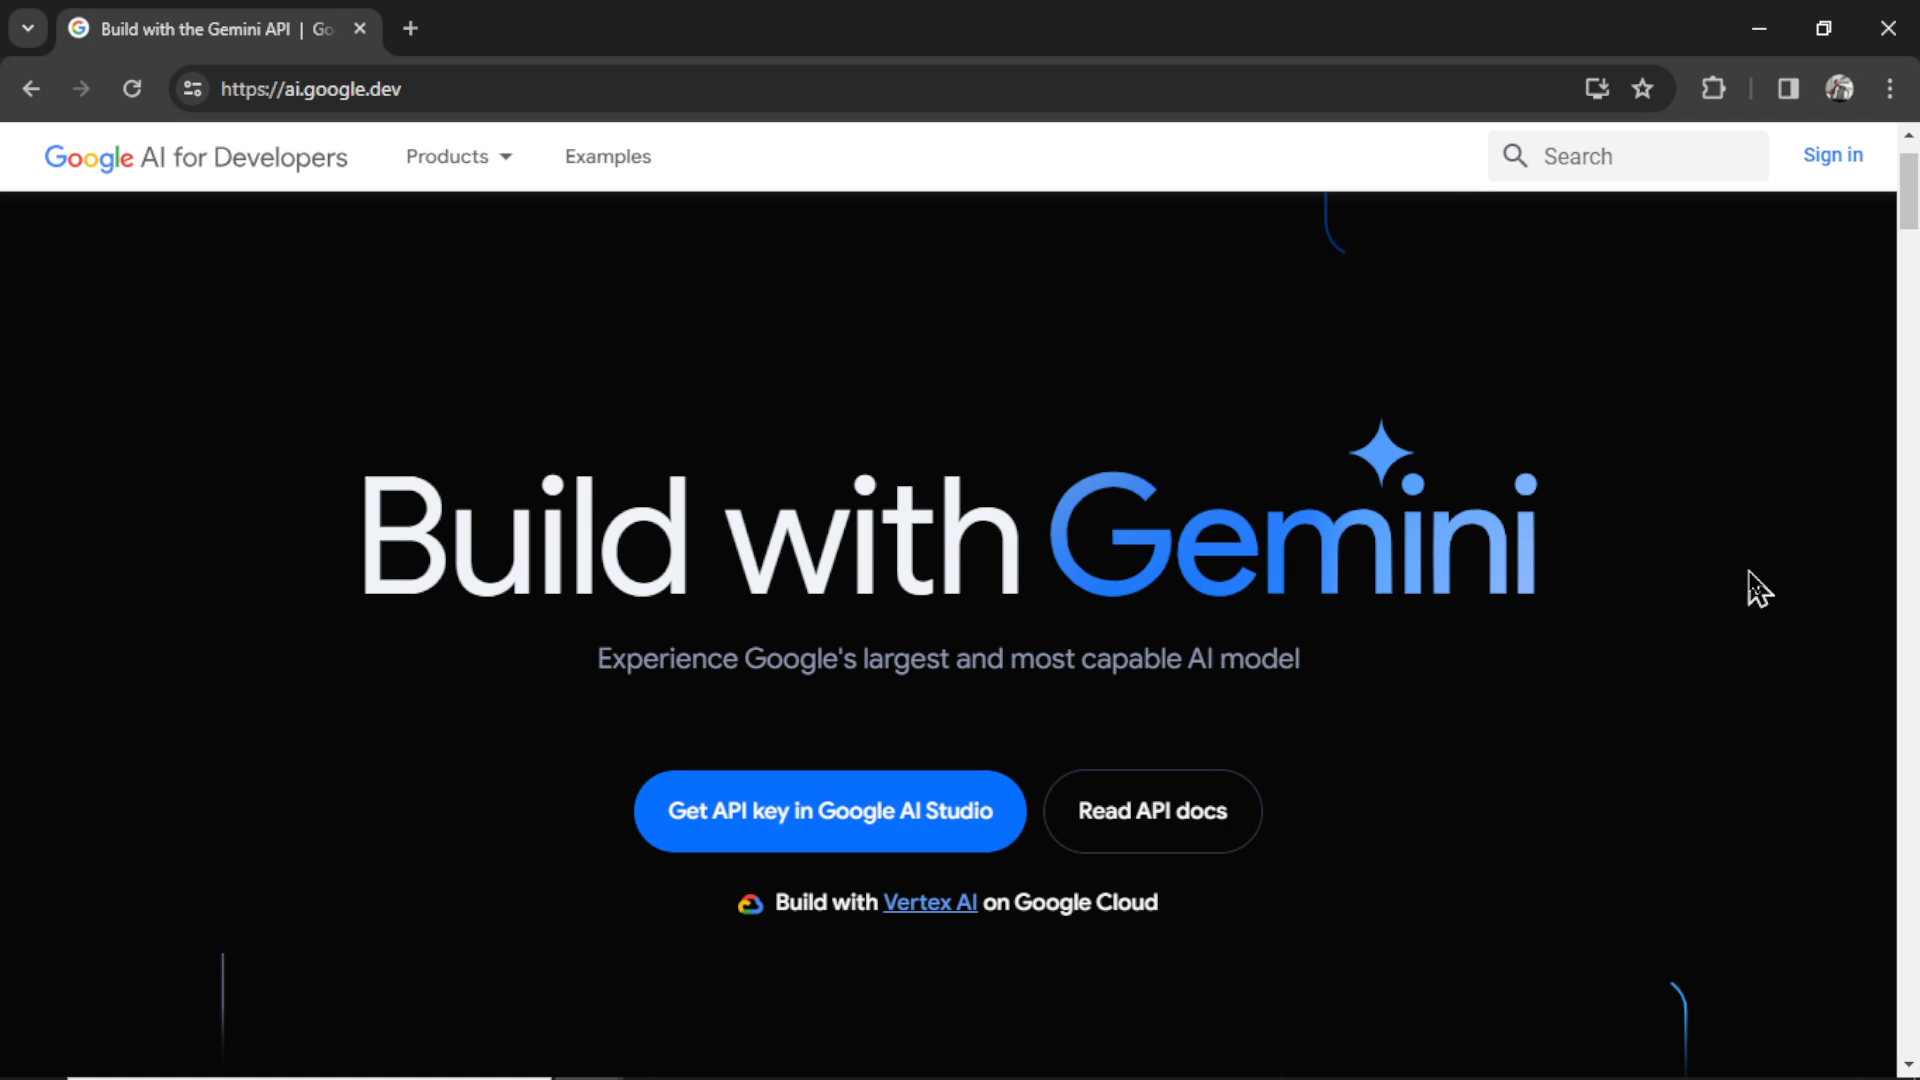 Build with the Gemini API | Go
https://ai.google.dev
Google AI for Developers Products Examples Search Sign in
Build with Gemini
Experience Google's largest and most capable AI model
Get API key in Google AI Studio Read API docs
Build with Vertex AI on Google Cloud